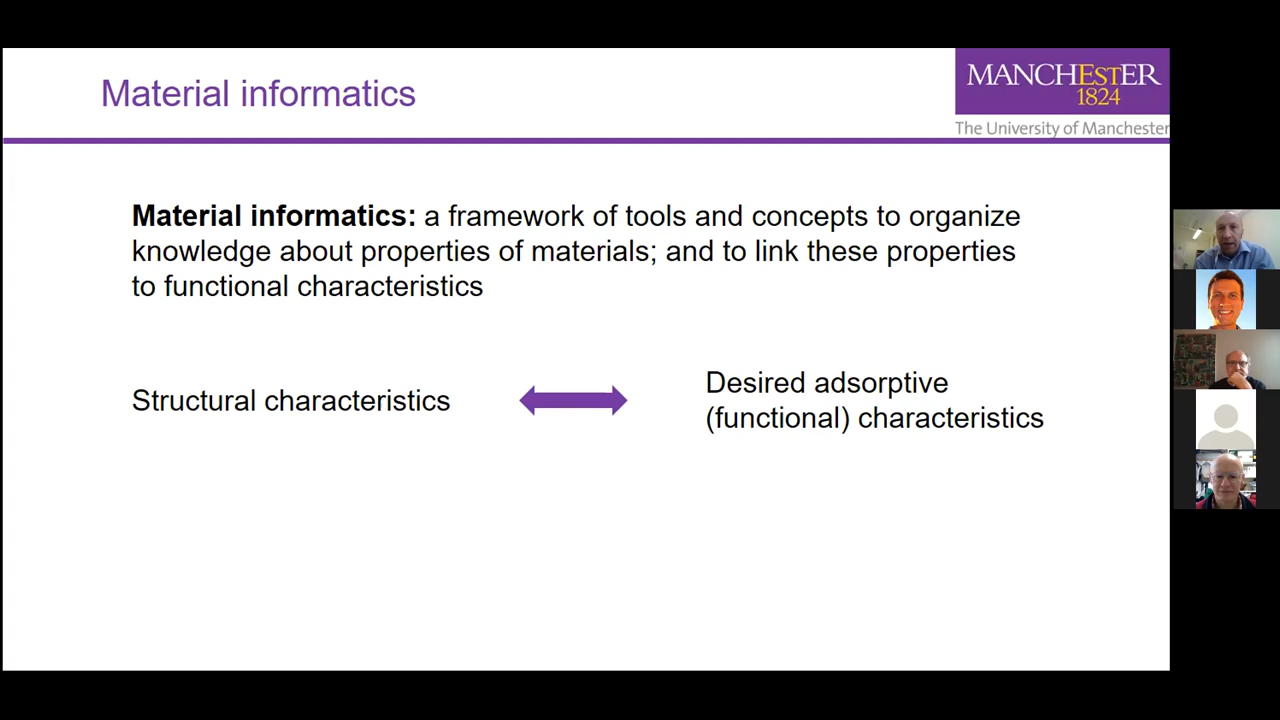 Material informatics
MANCHESTER
1824
The University of Manchester
Material informatics: a framework of tools and concepts to organize
knowledge about properties of materials; and to link these properties
to functional characteristics
Structural characteristics
Desired adsorptive
(functional) characteristics